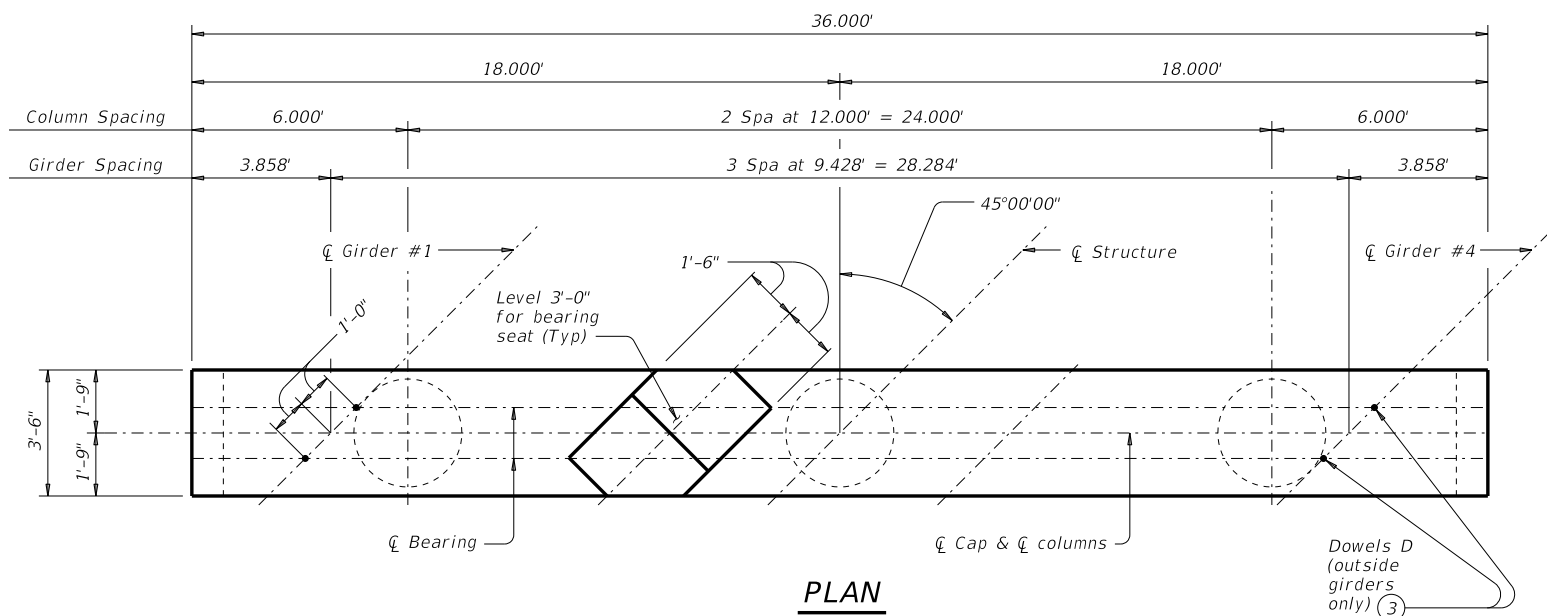 36.000'
18.000'
18.000'
Column Spacing
6.000'
2 Spa at 12.000' = 24.000'
6.000'
Girder Spacing
3.858'
3 Spa at 9.428' = 28.284'
3.858'
45°00'00"
℄ Girder #1
℄ Structure
℄ Girder #4
1'-6"
Level 3'-0"
for bearing
seat (Typ)
1'-0"
3'-6"
1'-9"
1'-9"
℄ Bearing
℄ Cap & ℄ columns
Dowels D
(outside
girders
only) 3
PLAN